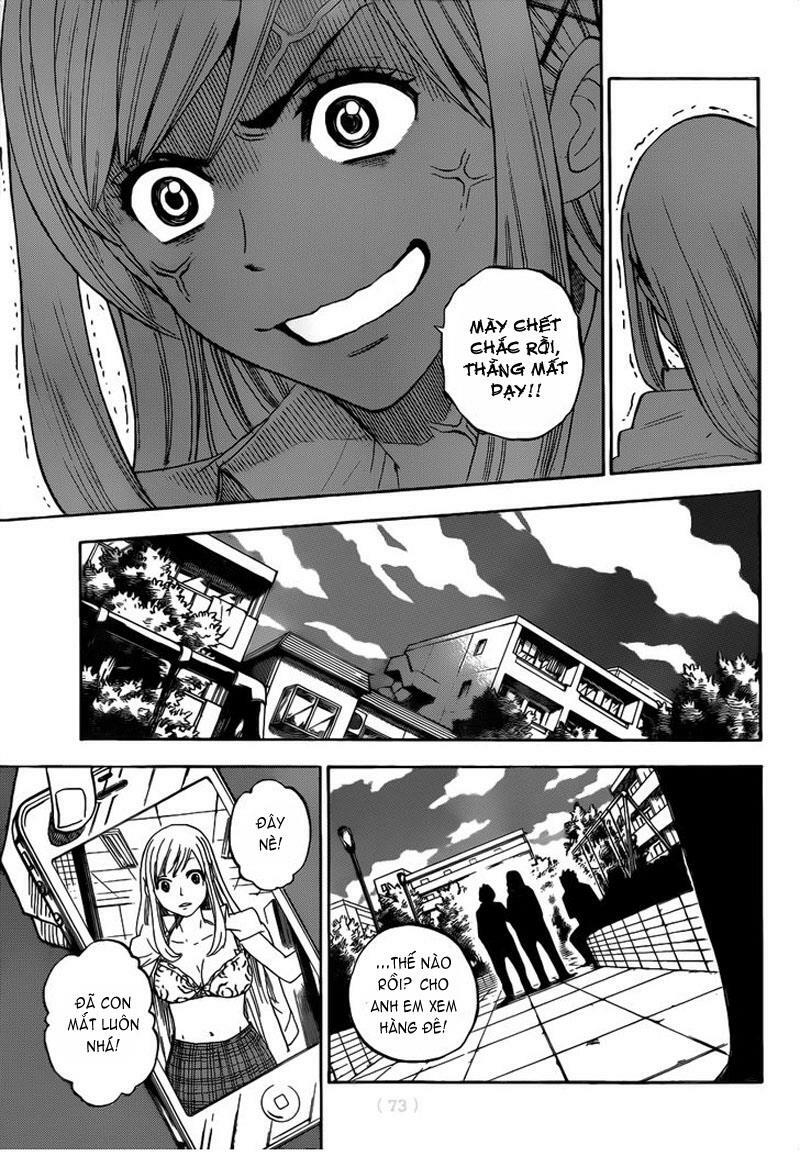 MÀY CHẾT
CHẮC RỒI,
THẰNG MẤT
DẠY!!
...THẾ NÀO
RỒI? CHO
ANH EM XEM
HÀNG ĐÊ!
ĐÂY
NÈ!
ĐÃ CON
MẮT LUÔN
NHÁ!
( 73 )